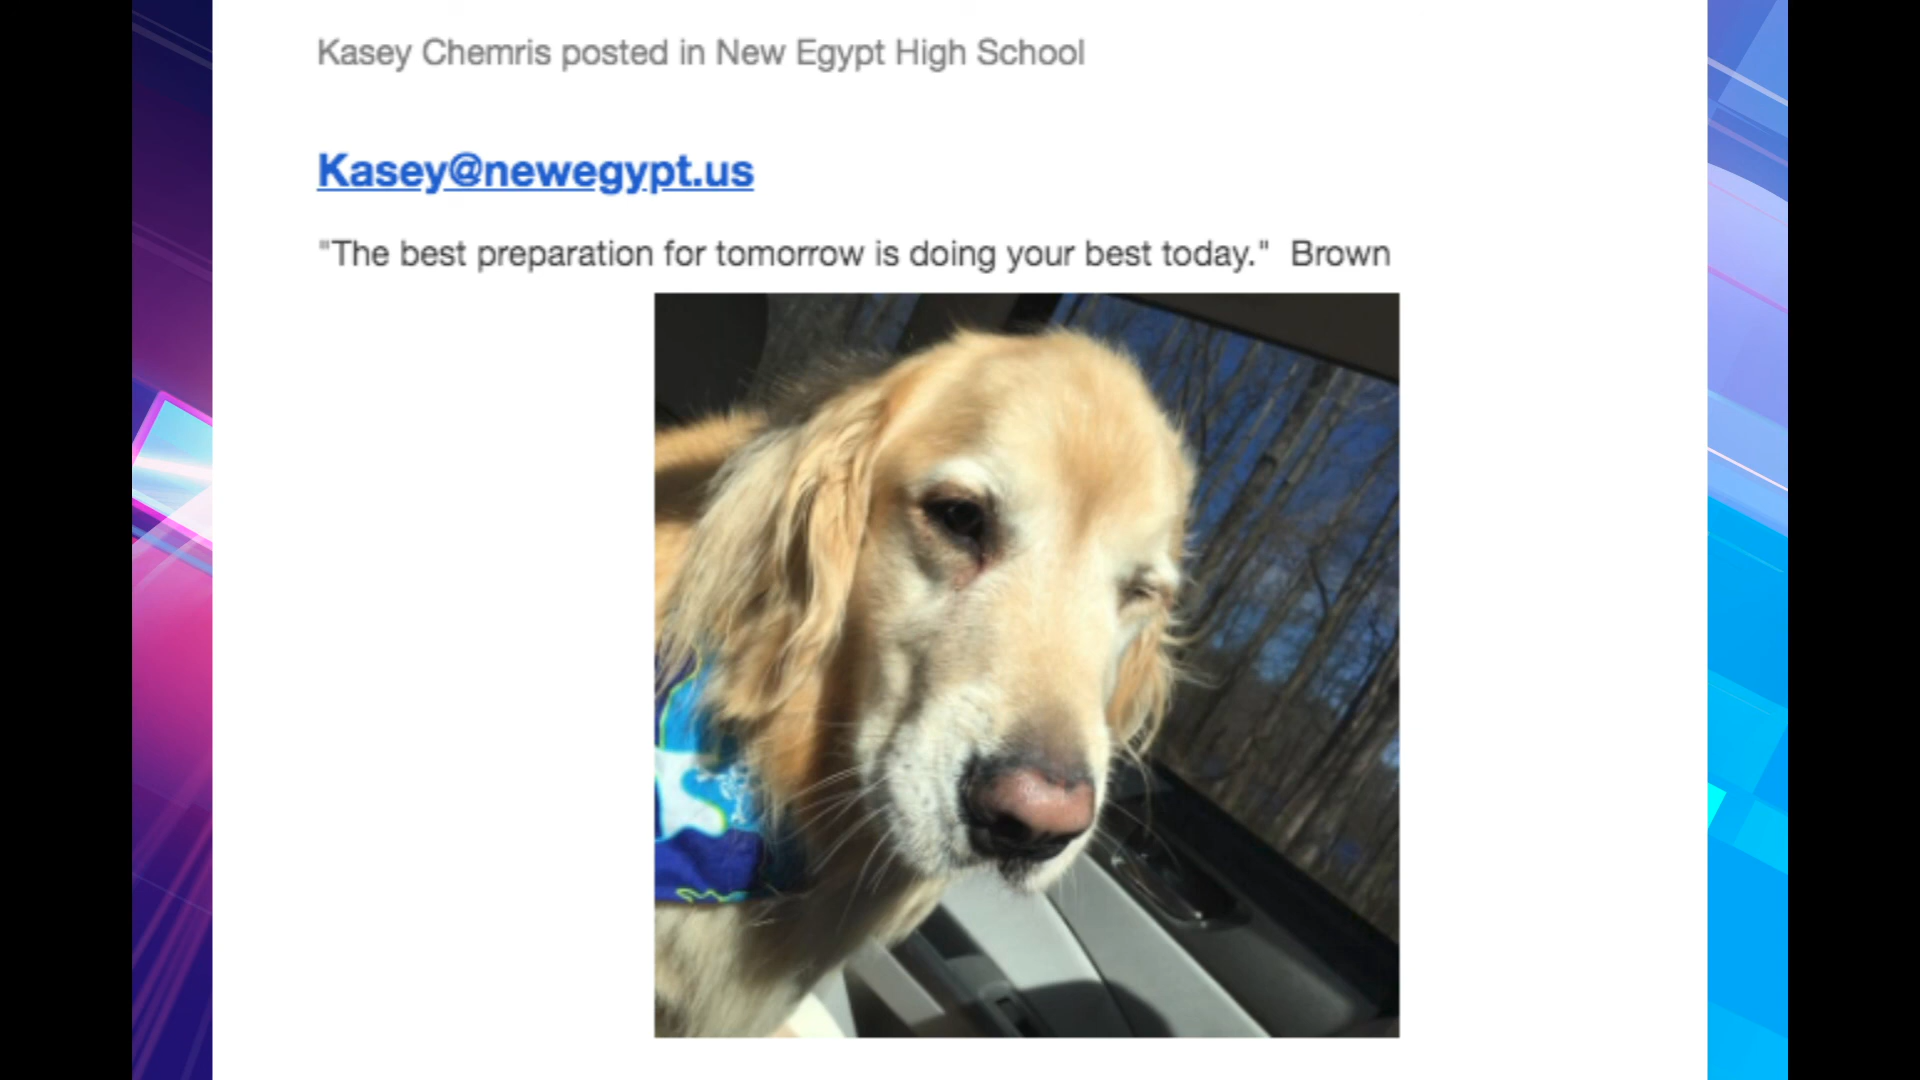 Kasey Chemris posted in New Egypt High School
Kasey@newegypt.us
"The best preparation for tomorrow is doing your best today."  Brown